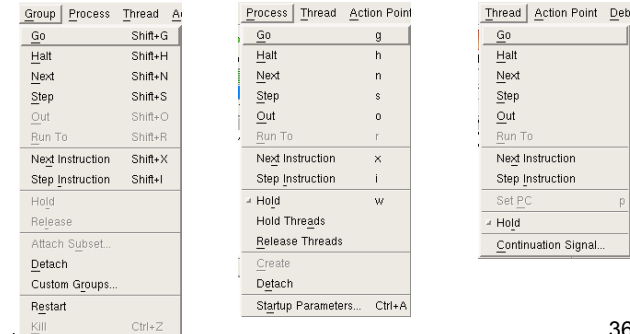 Group Process Thread A
Go Shift+G
Halt Shift+H
Next Shift+N
Step Shift+S
Out Shift+O
Run To Shift+R
Next Instruction Shift+X
Step Instruction Shift+I
Hold
Release
Attach Subset...
Detach
Custom Groups...
Restart
Kill Ctrl+Z
Process Thread Action Point
Go g
Halt h
Next n
Step s
Out o
Run To r
Next Instruction x
Step Instruction i
Hold w
Hold Threads
Release Threads
Create
Detach
Startup Parameters... Ctrl+A
Thread Action Point Deb
Go
Halt
Next
Step
Out
Run To
Next Instruction
Step Instruction
Set PC p
Hold
Continuation Signal...
36